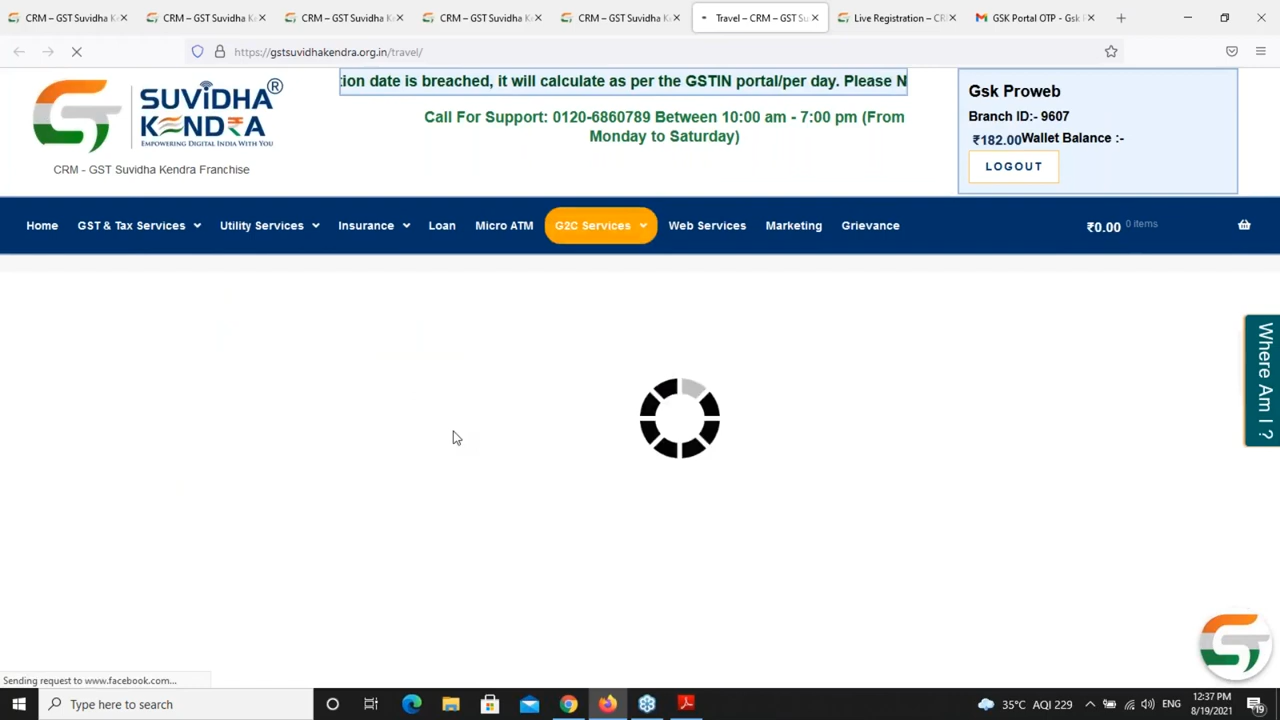 CRM – GST Suvidha Ke
CRM – GST Suvidha Ke
CRM – GST Suvidha Ke
CRM – GST Suvidha Ke
CRM – GST Suvidha Ke
Travel – CRM – GST Su
Live Registration – CR
GSK Portal OTP - Gsk
https://gstsuvidhakendra.org.in/travel/
SUVIDHA
KENDRA
®
EMPOWERING DIGITAL INDIA WITH YOU
CRM - GST Suvidha Kendra Franchise
tion date is breached, it will calculate as per the GSTIN portal/per day. Please N
Call For Support: 0120-6860789 Between 10:00 am - 7:00 pm (From
Monday to Saturday)
Gsk Proweb
Branch ID:- 9607
₹182.00Wallet Balance :-
LOGOUT
Home GST & Tax Services Utility Services Insurance Loan Micro ATM G2C Services Web Services Marketing Grievance ₹0.00 0 items
Where Am I ?
Sending request to www.facebook.com...
Type here to search
35°C AQI 229
ENG
12:37 PM
8/19/2021
19